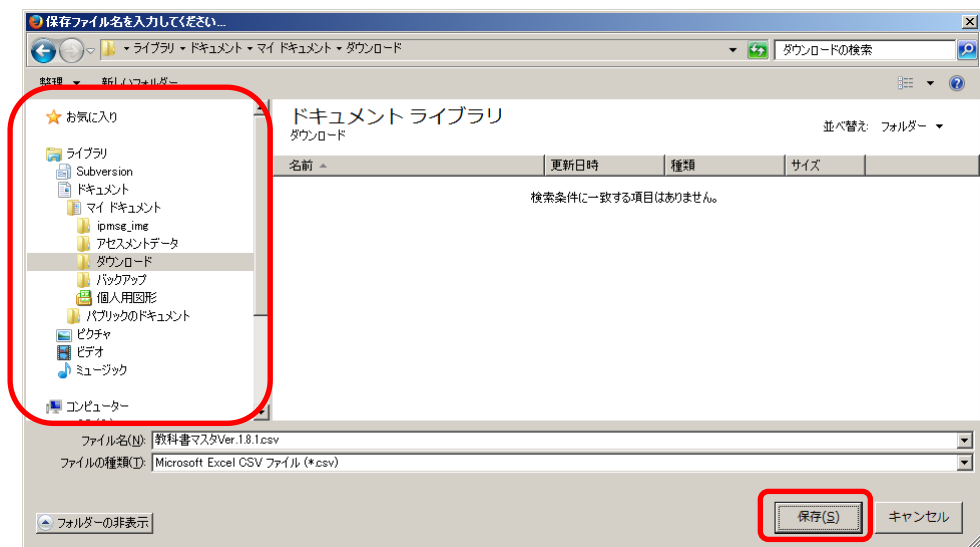 保存ファイル名を入力してください...
ライブラリ ドキュメント マイ ドキュメント ダウンロード
ダウンロードの検索
整理 新しいフォルダー
お気に入り
ライブラリ
Subversion
ドキュメント
マイ ドキュメント
ipmsg_img
アセスメントデータ
ダウンロード
バックアップ
個人用図形
パブリックのドキュメント
ピクチャ
ビデオ
ミュージック
コンピューター
ドキュメント ライブラリ
ダウンロード
並べ替え: フォルダー
名前 更新日時 種類 サイズ
検索条件に一致する項目はありません。
ファイル名(N): 教科書マスタVer.1.8.1.csv
ファイルの種類(T): Microsoft Excel CSV ファイル (*.csv)
フォルダーの非表示
保存(S) キャンセル